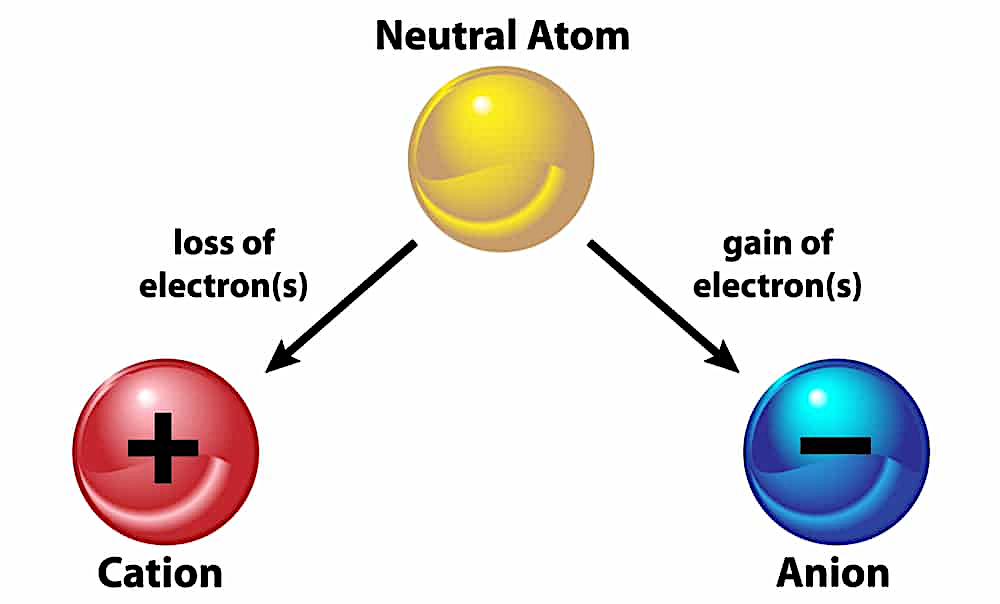 Neutral Atom
loss of
electron(s)
gain of
electron(s)
+
−
Cation
Anion